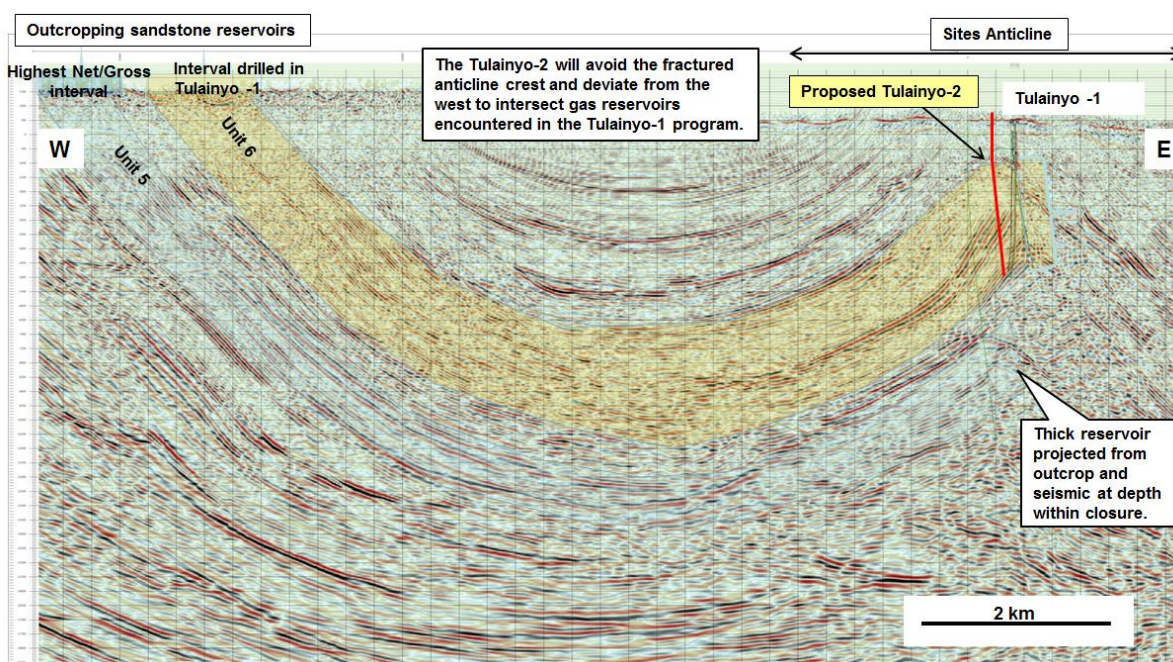 Outcropping sandstone reservoirs
Sites Anticline
Highest Net/Gross
interval
Interval drilled in
Tulainyo -1
The Tulainyo-2 will avoid the fractured
anticline crest and deviate from the
west to intersect gas reservoirs
encountered in the Tulainyo-1 program.
Proposed Tulainyo-2
Tulainyo -1
W
E
Unit 5
Unit 6
Thick reservoir
projected from
outcrop and
seismic at depth
within closure.
2 km